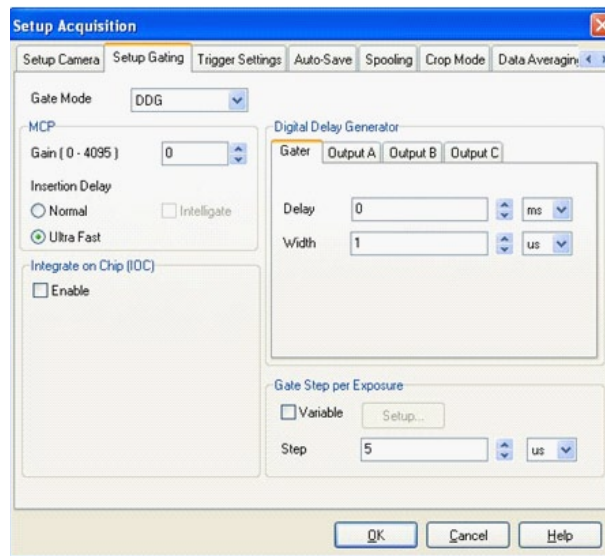 Setup Acquisition
Setup Camera Setup Gating Trigger Settings Auto-Save Spooling Crop Mode Data Averagin
Gate Mode DDG
MCP
Gain ( 0 - 4095 ) 0
Insertion Delay
Normal Intelligate
Ultra Fast
Integrate on Chip (IOC)
Enable
Digital Delay Generator
Gater Output A Output B Output C
Delay 0 ms
Width 1 us
Gate Step per Exposure
Variable Setup...
Step 5 us
OK Cancel Help